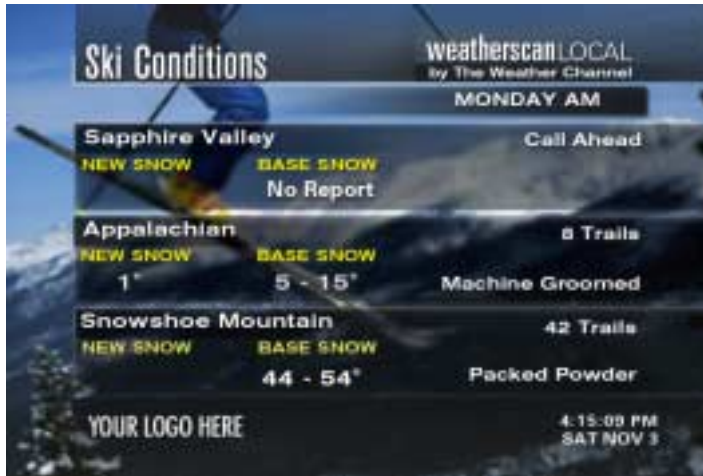 Ski Conditions
weatherscan LOCAL
by The Weather Channel
MONDAY AM
Sapphire Valley
Call Ahead
NEW SNOW BASE SNOW
No Report
Appalachian
8 Trails
NEW SNOW BASE SNOW
1" 5 - 15"
Machine Groomed
Snowshoe Mountain
42 Trails
NEW SNOW BASE SNOW
44 - 54"
Packed Powder
YOUR LOGO HERE
4:15:09 PM
SAT NOV 3